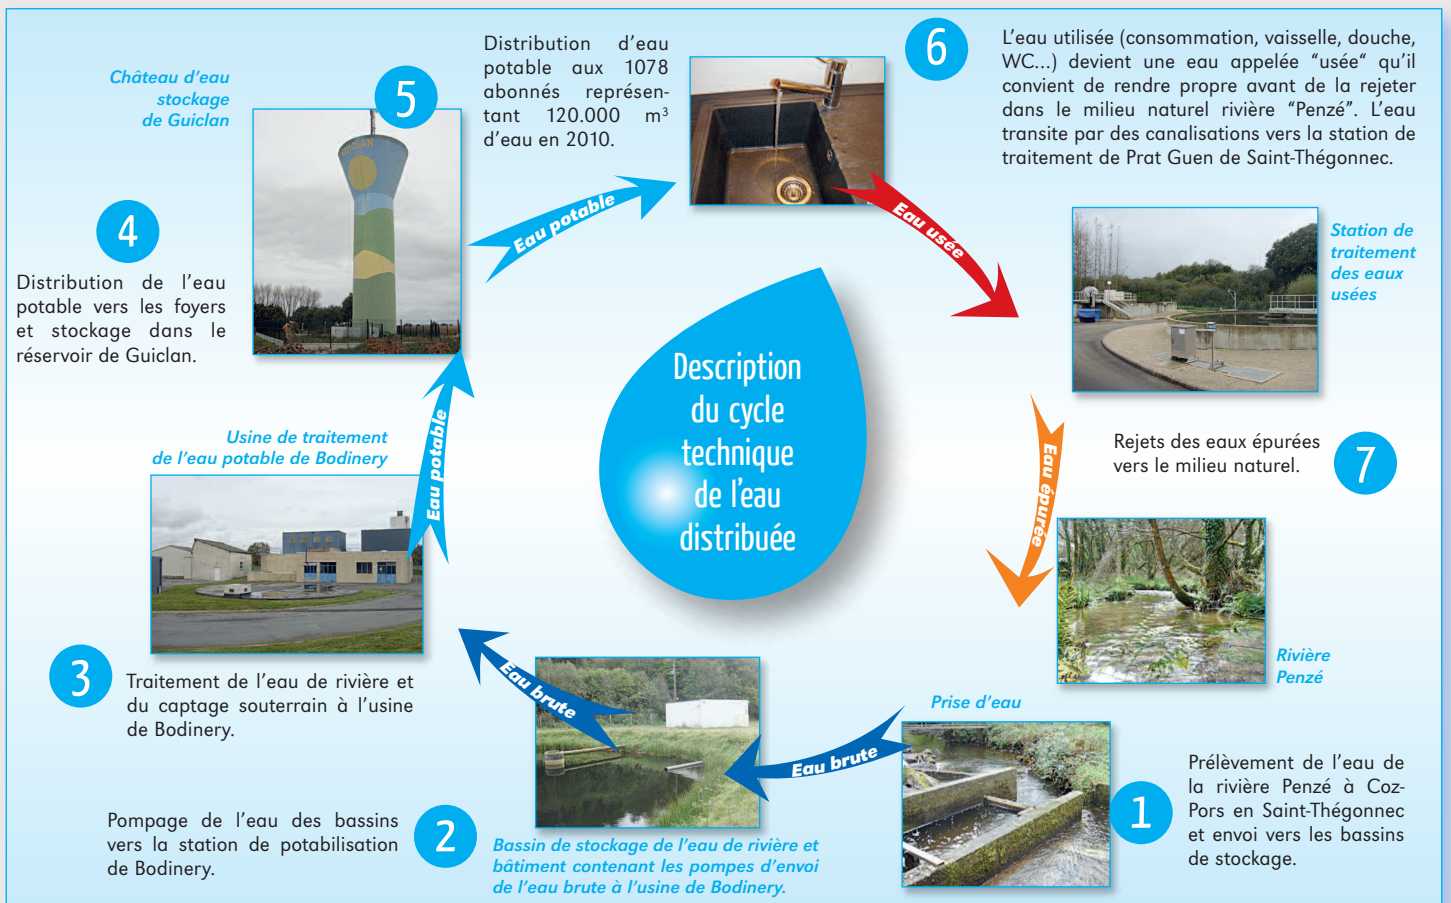 Description
du cycle
technique
de l'eau
distribuée
Prise d'eau
1
Prélèvement de l'eau de
la rivière Penzé à Coz-
Pors en Saint-Thégonnec
et envoi vers les bassins
de stockage.
Eau brute
2
Pompage de l'eau des bassins
vers la station de potabilisation
de Bodinery.
Bassin de stockage de l'eau de rivière et
bâtiment contenant les pompes d'envoi
de l'eau brute à l'usine de Bodinery.
Eau brute
3
Traitement de l'eau de rivière et
du captage souterrain à l'usine
de Bodinery.
Usine de traitement
de l'eau potable de Bodinery
Eau potable
4
Distribution de l'eau
potable vers les foyers
et stockage dans le
réservoir de Guiclan.
Château d'eau
stockage
de Guiclan
GUICLAN
5
Distribution d'eau
potable aux 1078
abonnés représen-
tant 120.000 m³
d'eau en 2010.
Eau potable
6
L'eau utilisée (consommation, vaisselle, douche,
WC...) devient une eau appelée "usée" qu'il
convient de rendre propre avant de la rejeter
dans le milieu naturel rivière "Penzé". L'eau
transite par des canalisations vers la station de
traitement de Prat Guen de Saint-Thégonnec.
Eau usée
Station de
traitement
des eaux
usées
Eau épurée
Rejets des eaux épurées
vers le milieu naturel.
7
Rivière
Penzé